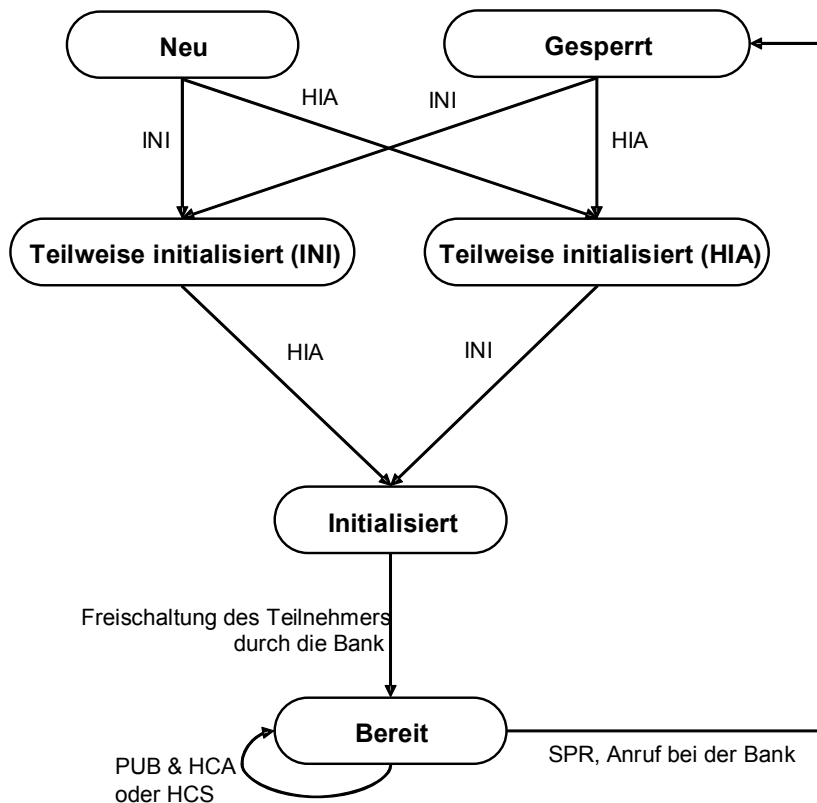 Neu
Gesperrt
HIA
INI
INI
HIA
Teilweise initialisiert (INI)
Teilweise initialisiert (HIA)
HIA
INI
Initialisiert
Freischaltung des Teilnehmers
durch die Bank
Bereit
SPR, Anruf bei der Bank
PUB & HCA
oder HCS